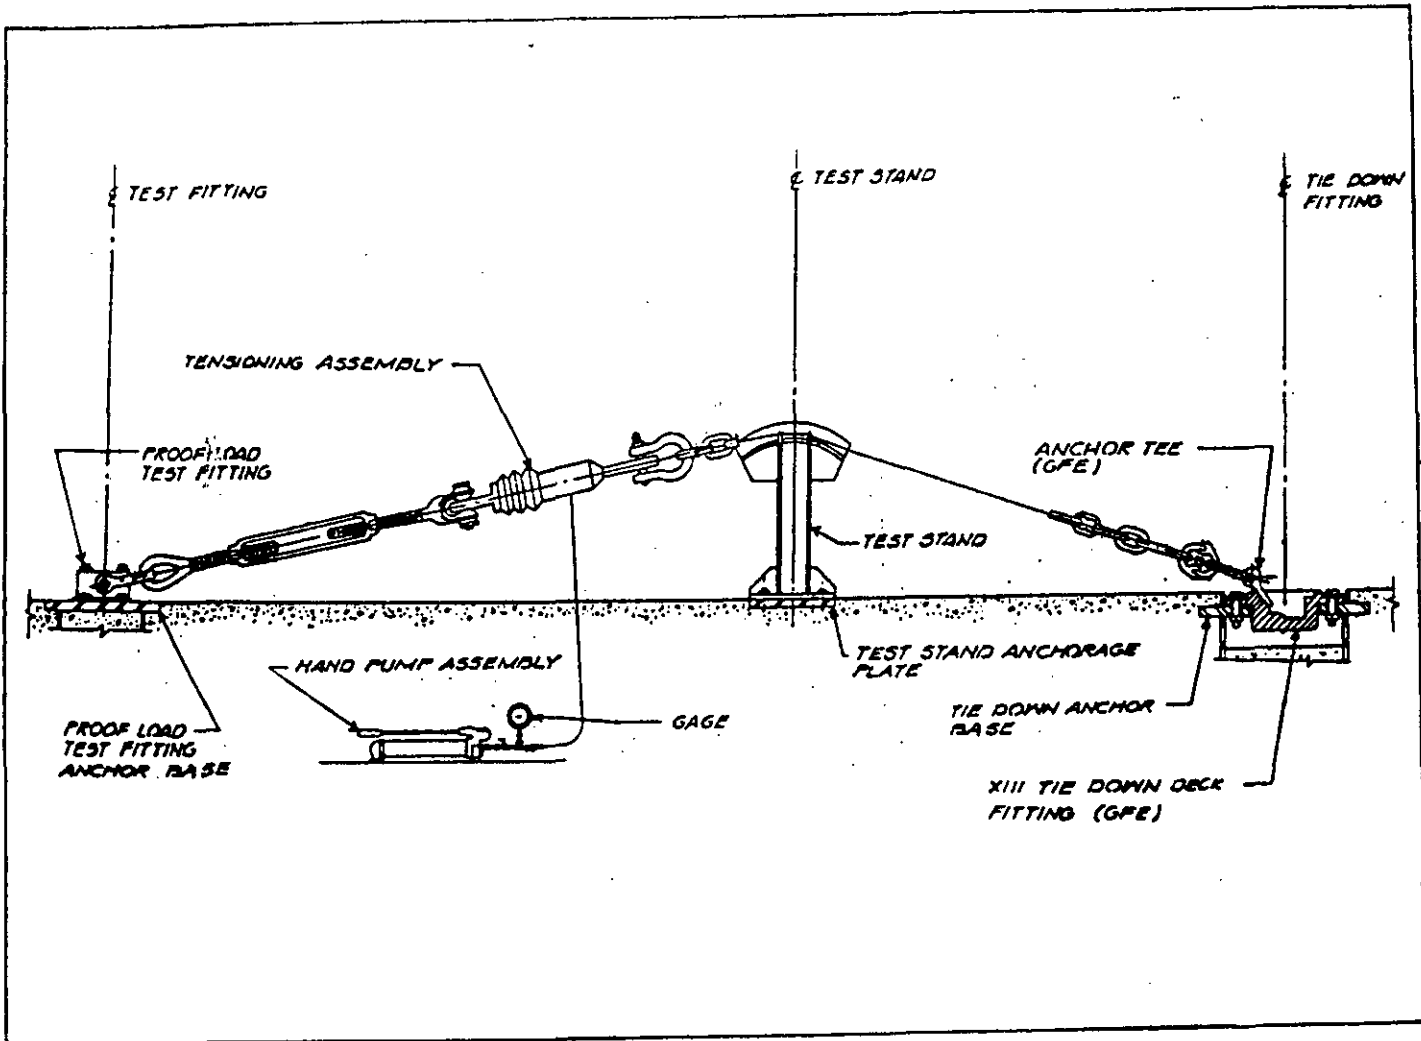 ℄ TEST FITTING
℄ TEST STAND
℄ TIE DOWN
FITTING
TENSIONING ASSEMBLY
PROOF LOAD
TEST FITTING
ANCHOR TEE
(GFE)
TEST STAND
HAND PUMP ASSEMBLY
GAGE
TEST STAND ANCHORAGE
PLATE
TIE DOWN ANCHOR
BASE
PROOF LOAD
TEST FITTING
ANCHOR BASE
XIII TIE DOWN DECK
FITTING (GFE)